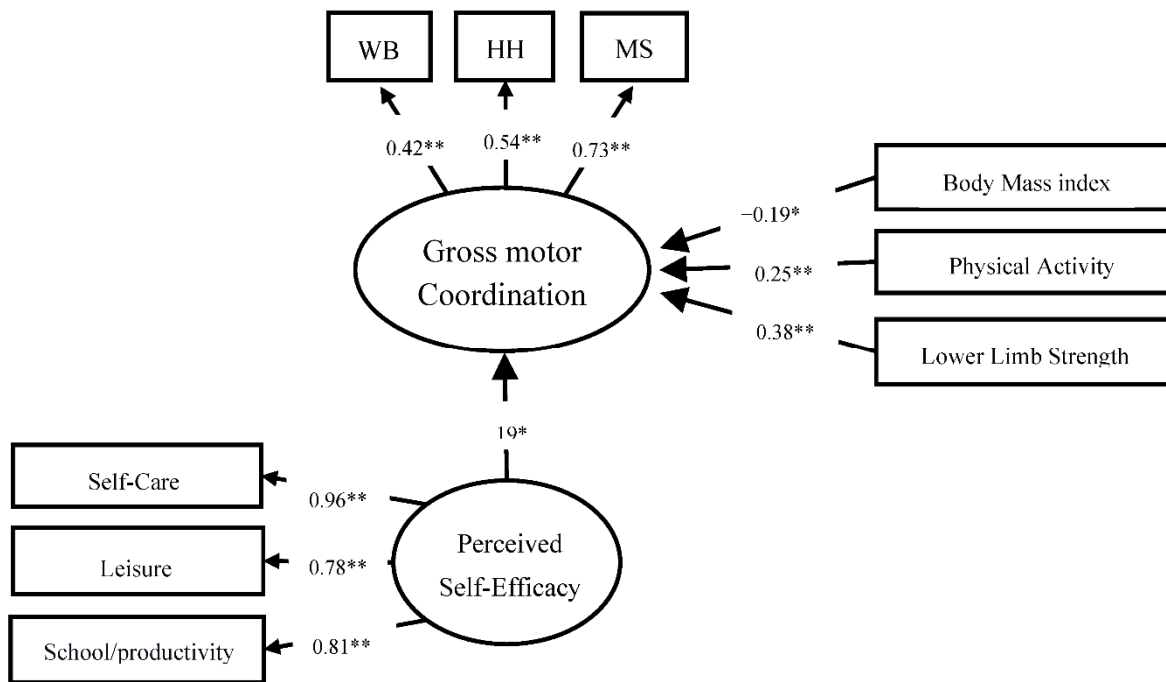 WB
HH
MS
0.42**
0.54**
0.73**
Body Mass index
−0.19*
Gross motor
Coordination
0.25**
Physical Activity
0.38**
Lower Limb Strength
19*
Self-Care
0.96**
Perceived
Self-Efficacy
Leisure
0.78**
School/productivity
0.81**